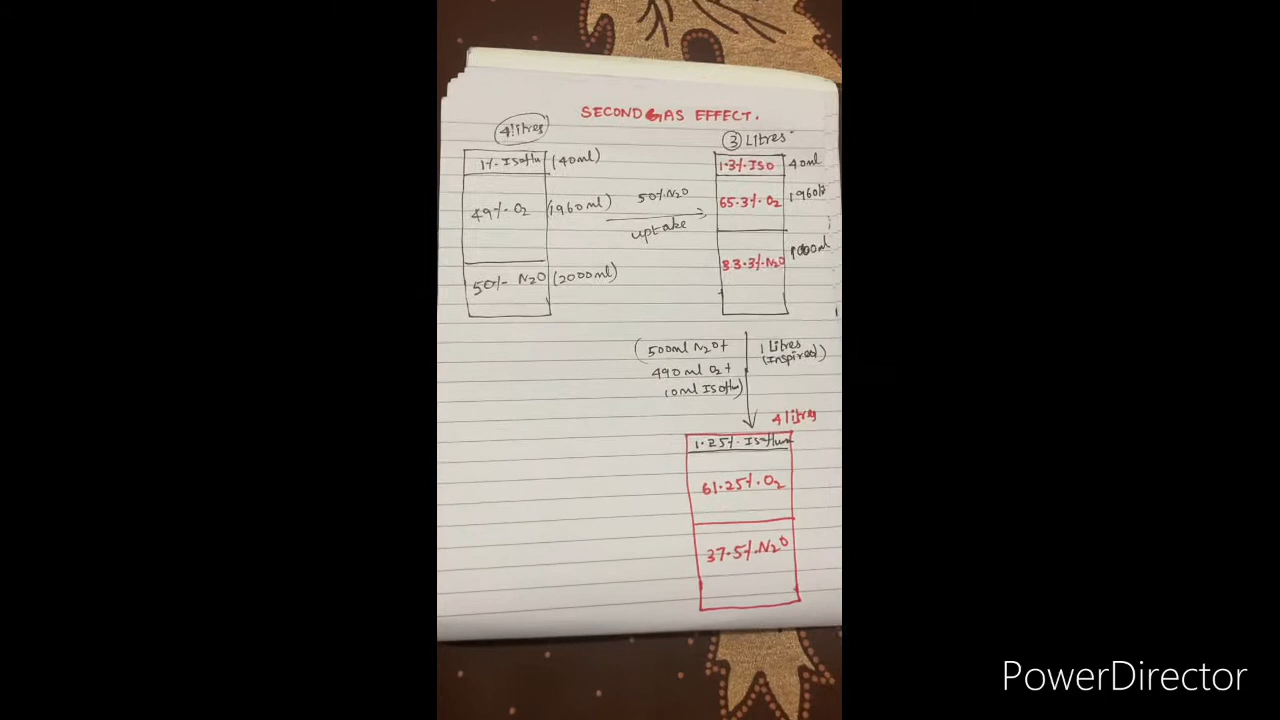 SECOND GAS EFFECT.
4 litres
1% Isoflu (40ml)
49% O2 (1960ml)
50% N2O (2000ml)
50% N2O
uptake
3 Litres
1.3% ISO 40ml
65.3% O2 1960
33.3% N2O 1000ml
(500ml N2O+
490 ml O2+
10ml Isoflu)
1 Litres
(Inspired)
4 litres
1.25% Isoflu
61.25% O2
37.5% N2O
PowerDirector